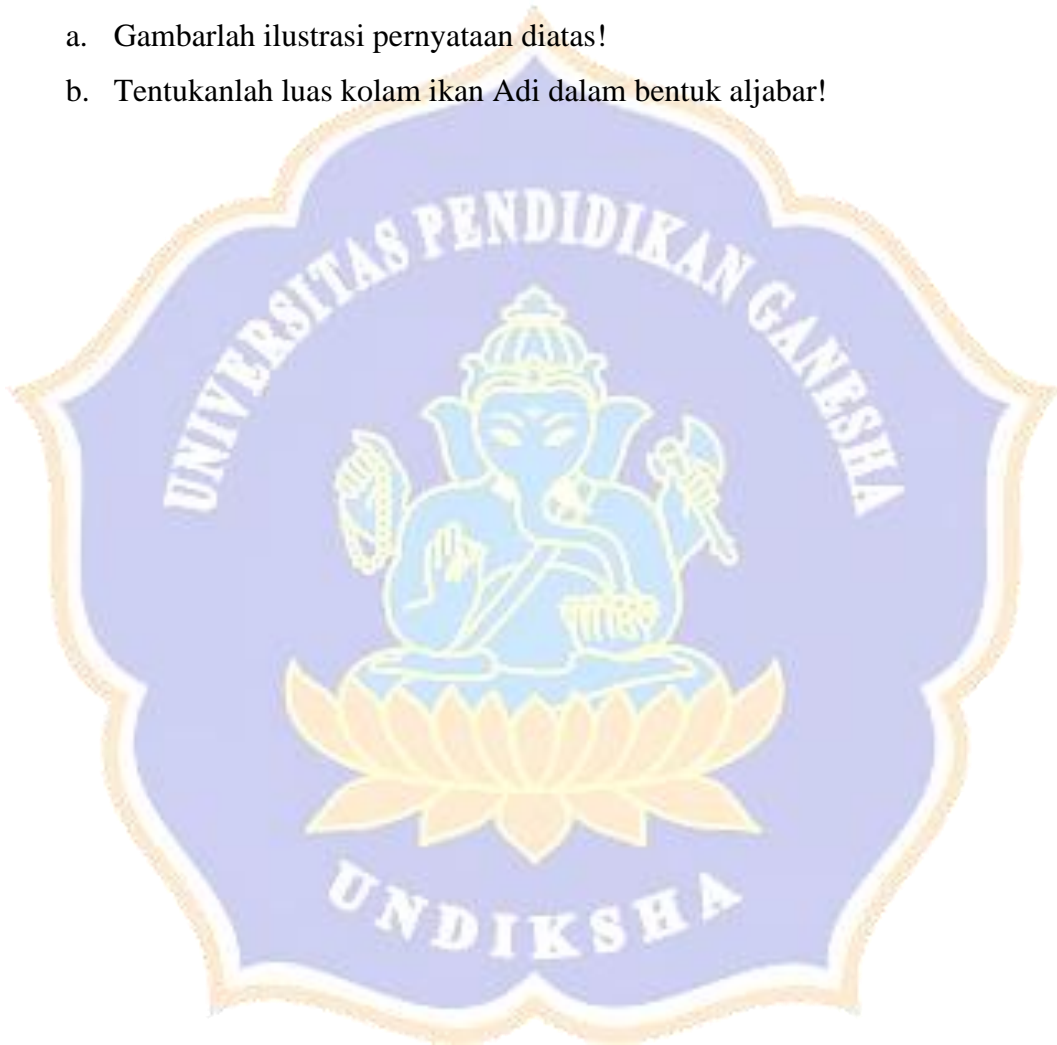 a. Gambarlah ilustrasi pernyataan diatas!
b. Tentukanlah luas kolam ikan Adi dalam bentuk aljabar!
UNIVERSITAS PENDIDIKAN GANESHA
UNDIKSHA